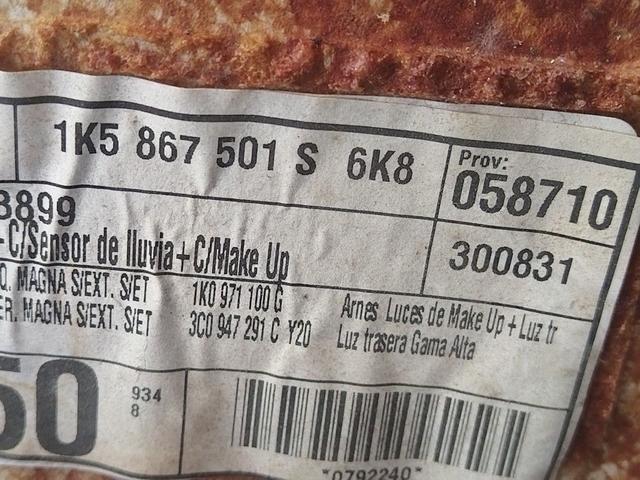 1K5 867 501 S 6K8
Prov:
058710
3899
300831
C/Sensor de lluvia + C/Make Up
MAGNA S/EXT. S/ET 1K0 971 100 G
MAGNA S/EXT. S/ET 3C0 947 291 C Y20
Arnes Luces de Make Up + Luz tr
Luz trasera Gama Alta
50
934
8
*0792240*